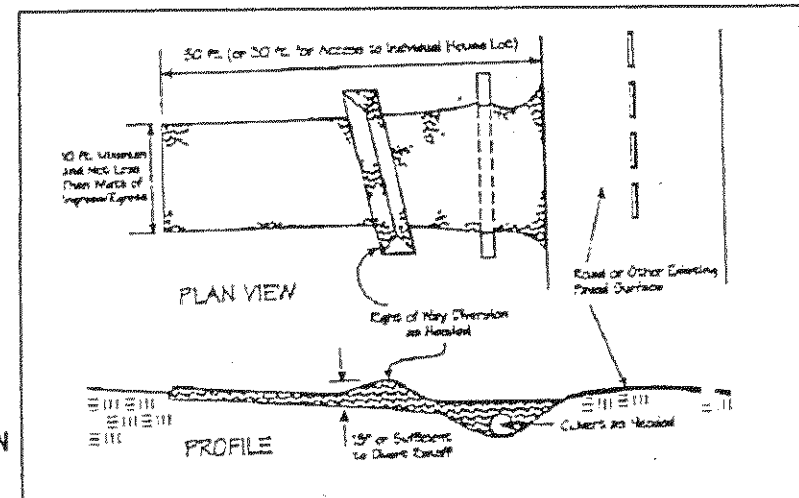 50 Ft. (or 30 Ft. for Access to Individual House Lot)
10 Ft. Minimum
and Not Less
Than Width of
Ingress/Egress
PLAN VIEW
Right of Way Diversion
as Needed
Road or Other Existing
Paved Surface
PROFILE
18" or Sufficient
to Divert Runoff
Culvert as Needed
N